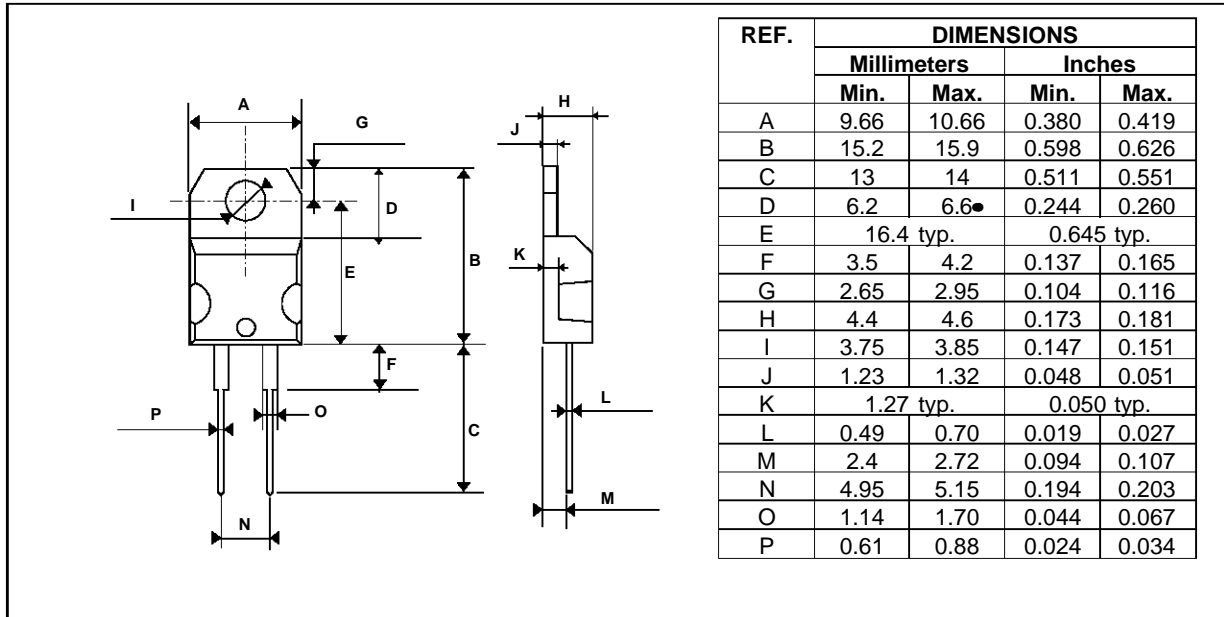 A
G
I
D
E
B
F
P
O
C
N
H
J
K
L
M
REF. DIMENSIONS
Millimeters Inches
Min. Max. Min. Max.
A 9.66 10.66 0.380 0.419
B 15.2 15.9 0.598 0.626
C 13 14 0.511 0.551
D 6.2 6.6 0.244 0.260
E 16.4 typ. 0.645 typ.
F 3.5 4.2 0.137 0.165
G 2.65 2.95 0.104 0.116
H 4.4 4.6 0.173 0.181
I 3.75 3.85 0.147 0.151
J 1.23 1.32 0.048 0.051
K 1.27 typ. 0.050 typ.
L 0.49 0.70 0.019 0.027
M 2.4 2.72 0.094 0.107
N 4.95 5.15 0.194 0.203
O 1.14 1.70 0.044 0.067
P 0.61 0.88 0.024 0.034